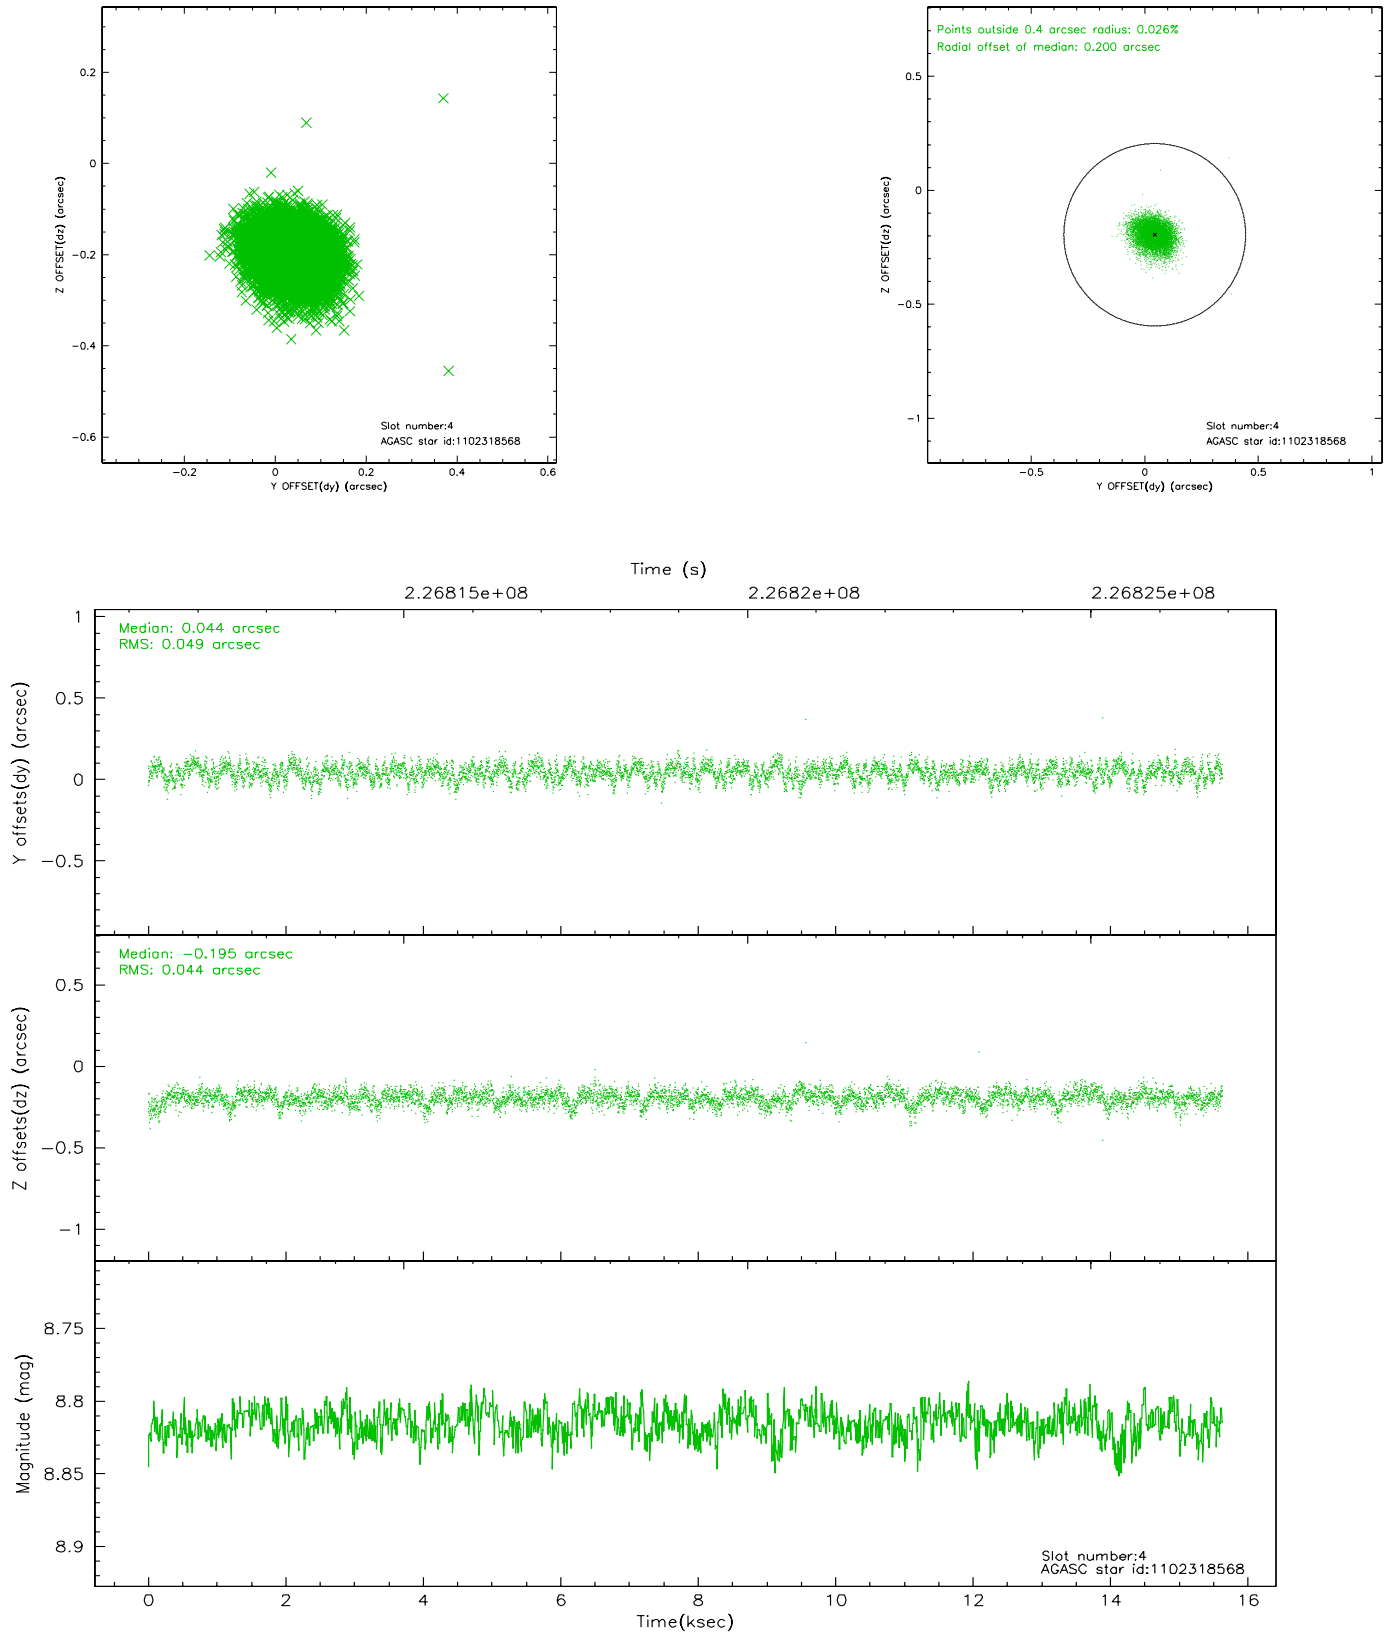 0.2
0
−0.2
−0.4
−0.6
Z OFFSET(dz) (arcsec)
Slot number:4
AGASC star id:1102318568
−0.2 0 0.2 0.4 0.6
Y OFFSET(dy) (arcsec)
Points outside 0.4 arcsec radius: 0.026%
Radial offset of median: 0.200 arcsec
0.5
0
−0.5
−1
Z OFFSET(dz) (arcsec)
Slot number:4
AGASC star id:1102318568
−0.5 0 0.5 1
Y OFFSET(dy) (arcsec)
Time (s)
2.26815e+08 2.2682e+08 2.26825e+08
Median: 0.044 arcsec
RMS: 0.049 arcsec
1
0.5
0
−0.5
Y offsets(dy) (arcsec)
Median: −0.195 arcsec
RMS: 0.044 arcsec
0.5
0
−0.5
−1
Z offsets(dz) (arcsec)
8.75
8.8
8.85
8.9
Magnitude (mag)
Slot number:4
AGASC star id:1102318568
0 2 4 6 8 10 12 14 16
Time(ksec)